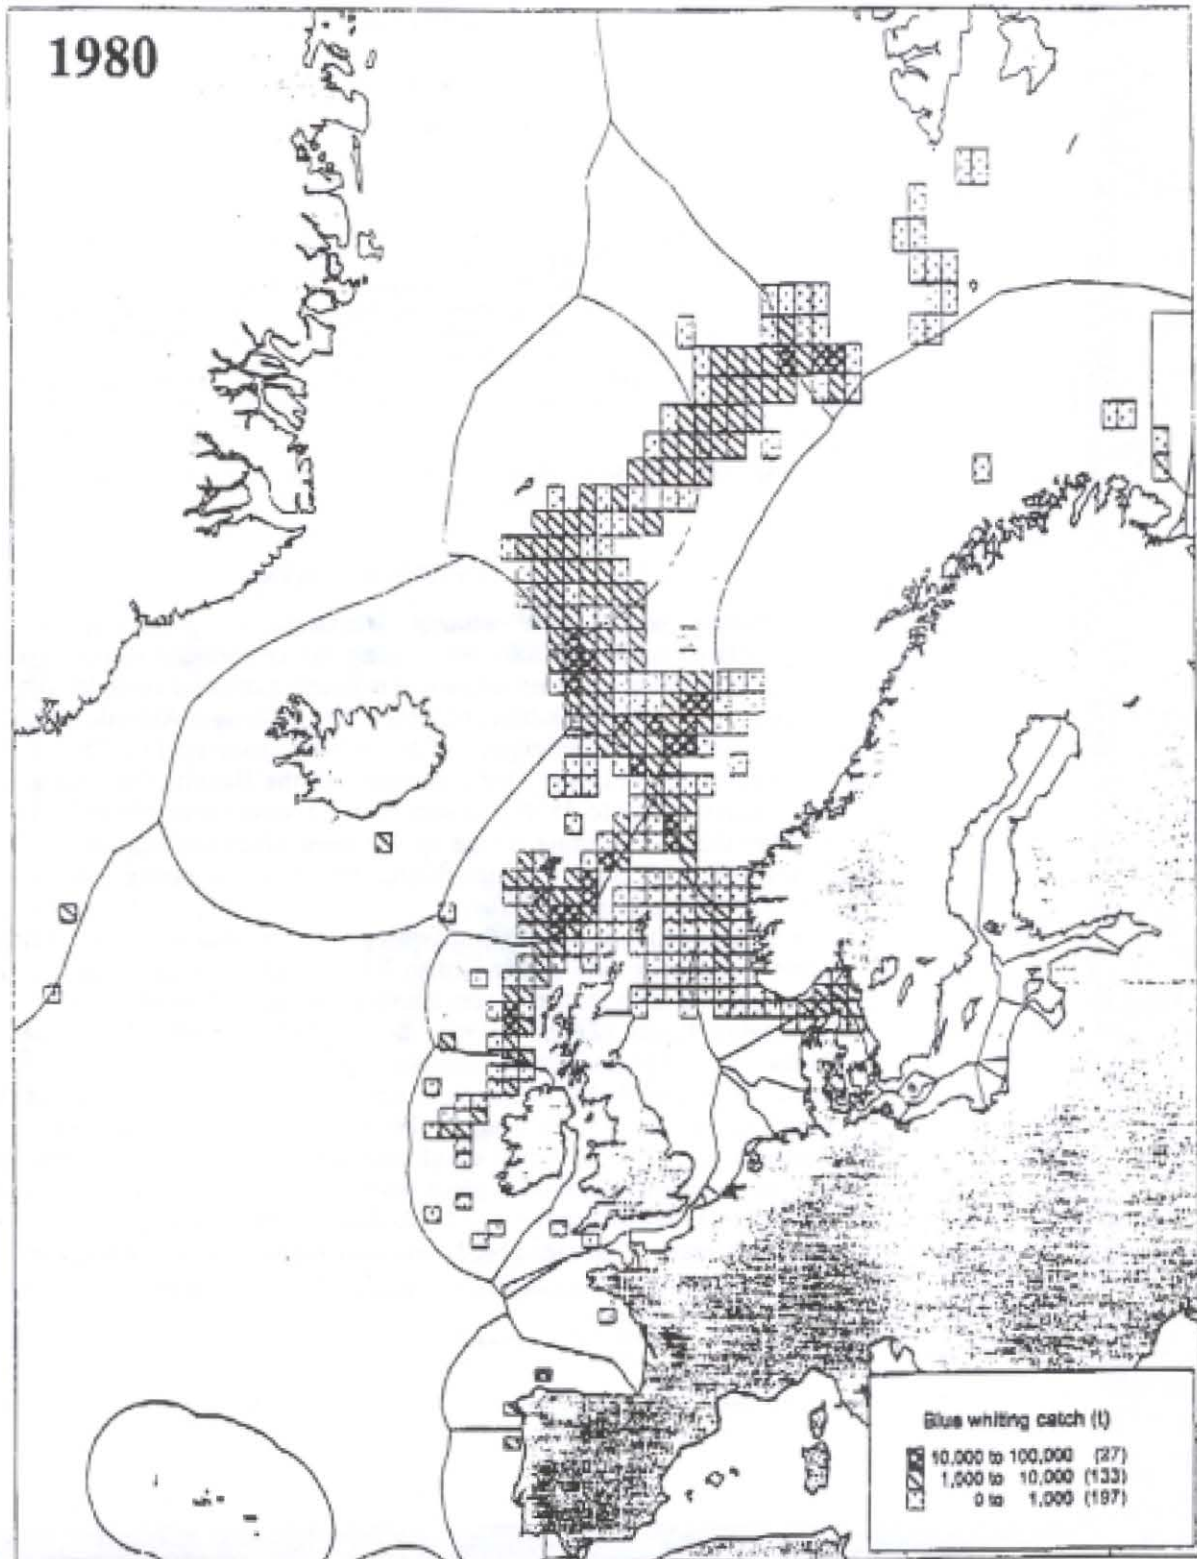 1980
Blue whiting catch (t)
10,000 to 100,000 (27)
1,000 to 10,000 (133)
0 to 1,000 (197)